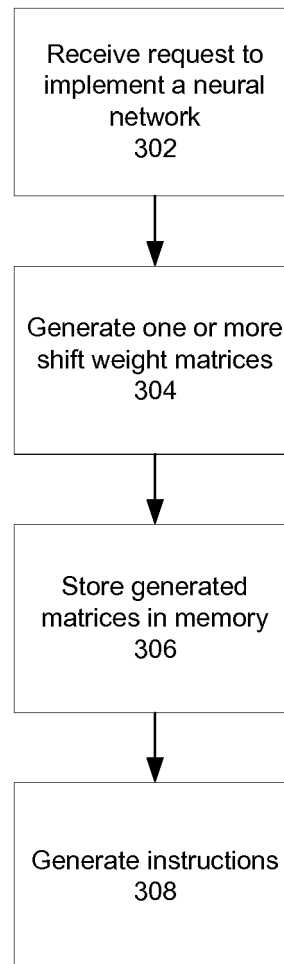 Receive request to
implement a neural
network
302
Generate one or more
shift weight matrices
304
Store generated
matrices in memory
306
Generate instructions
308